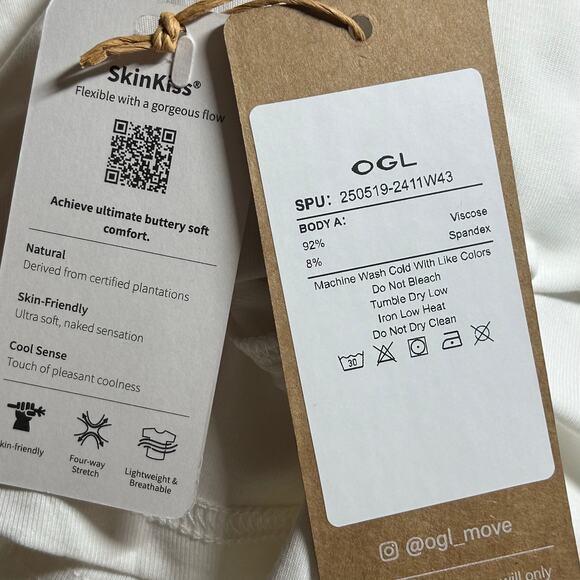 SkinKiss®
Flexible with a gorgeous flow
Achieve ultimate buttery soft
comfort.
Natural
Derived from certified plantations
Skin-Friendly
Ultra soft, naked sensation
Cool Sense
Touch of pleasant coolness
kin-friendly
Four-way
Stretch
Lightweight &
Breathable
OGL
SPU: 250519-2411W43
BODY A:
92% Viscose
8% Spandex
Machine Wash Cold With Like Colors
Do Not Bleach
Tumble Dry Low
Iron Low Heat
Do Not Dry Clean
30
@ogl_move
will only